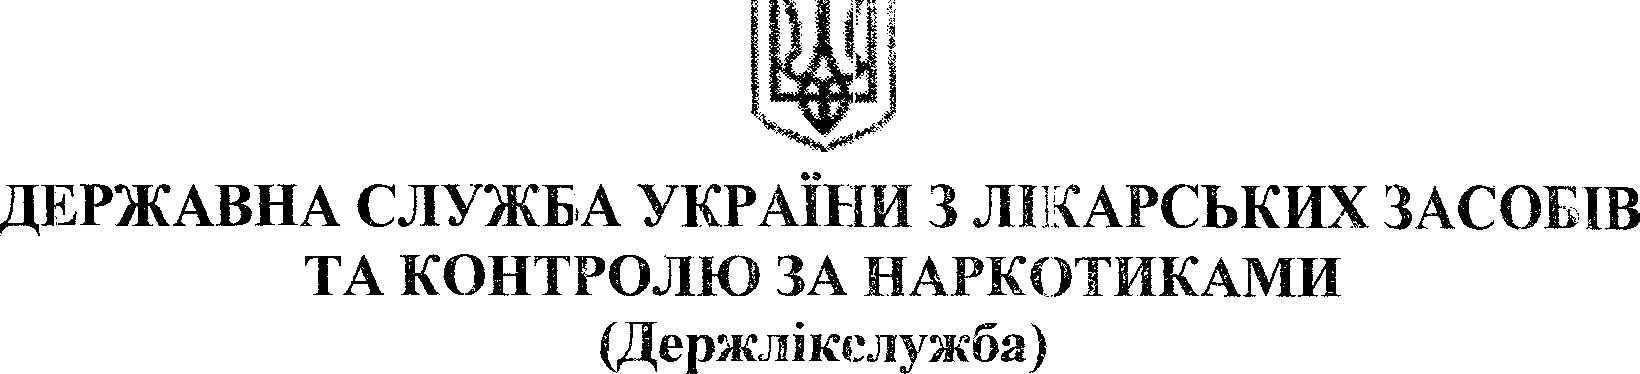 ДЕРЖАВНА СЛУЖБА УКРАЇНИ З ЛІКАРСЬКИХ ЗАСОБІВ
ТА КОНТРОЛЮ ЗА НАРКОТИКАМИ
(Держлікслужба)